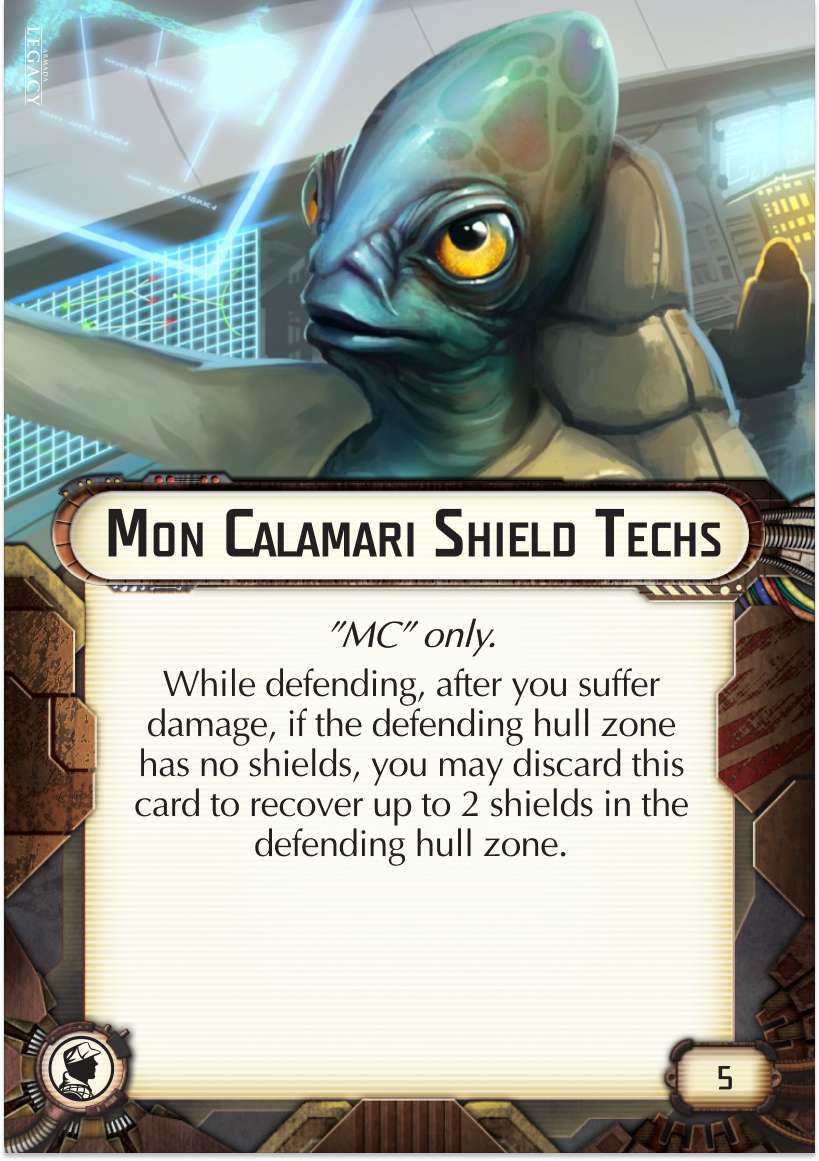 ARMADA
LEGACY
Mon Calamari Shield Techs
"MC" only.
While defending, after you suffer
damage, if the defending hull zone
has no shields, you may discard this
card to recover up to 2 shields in the
defending hull zone.
5